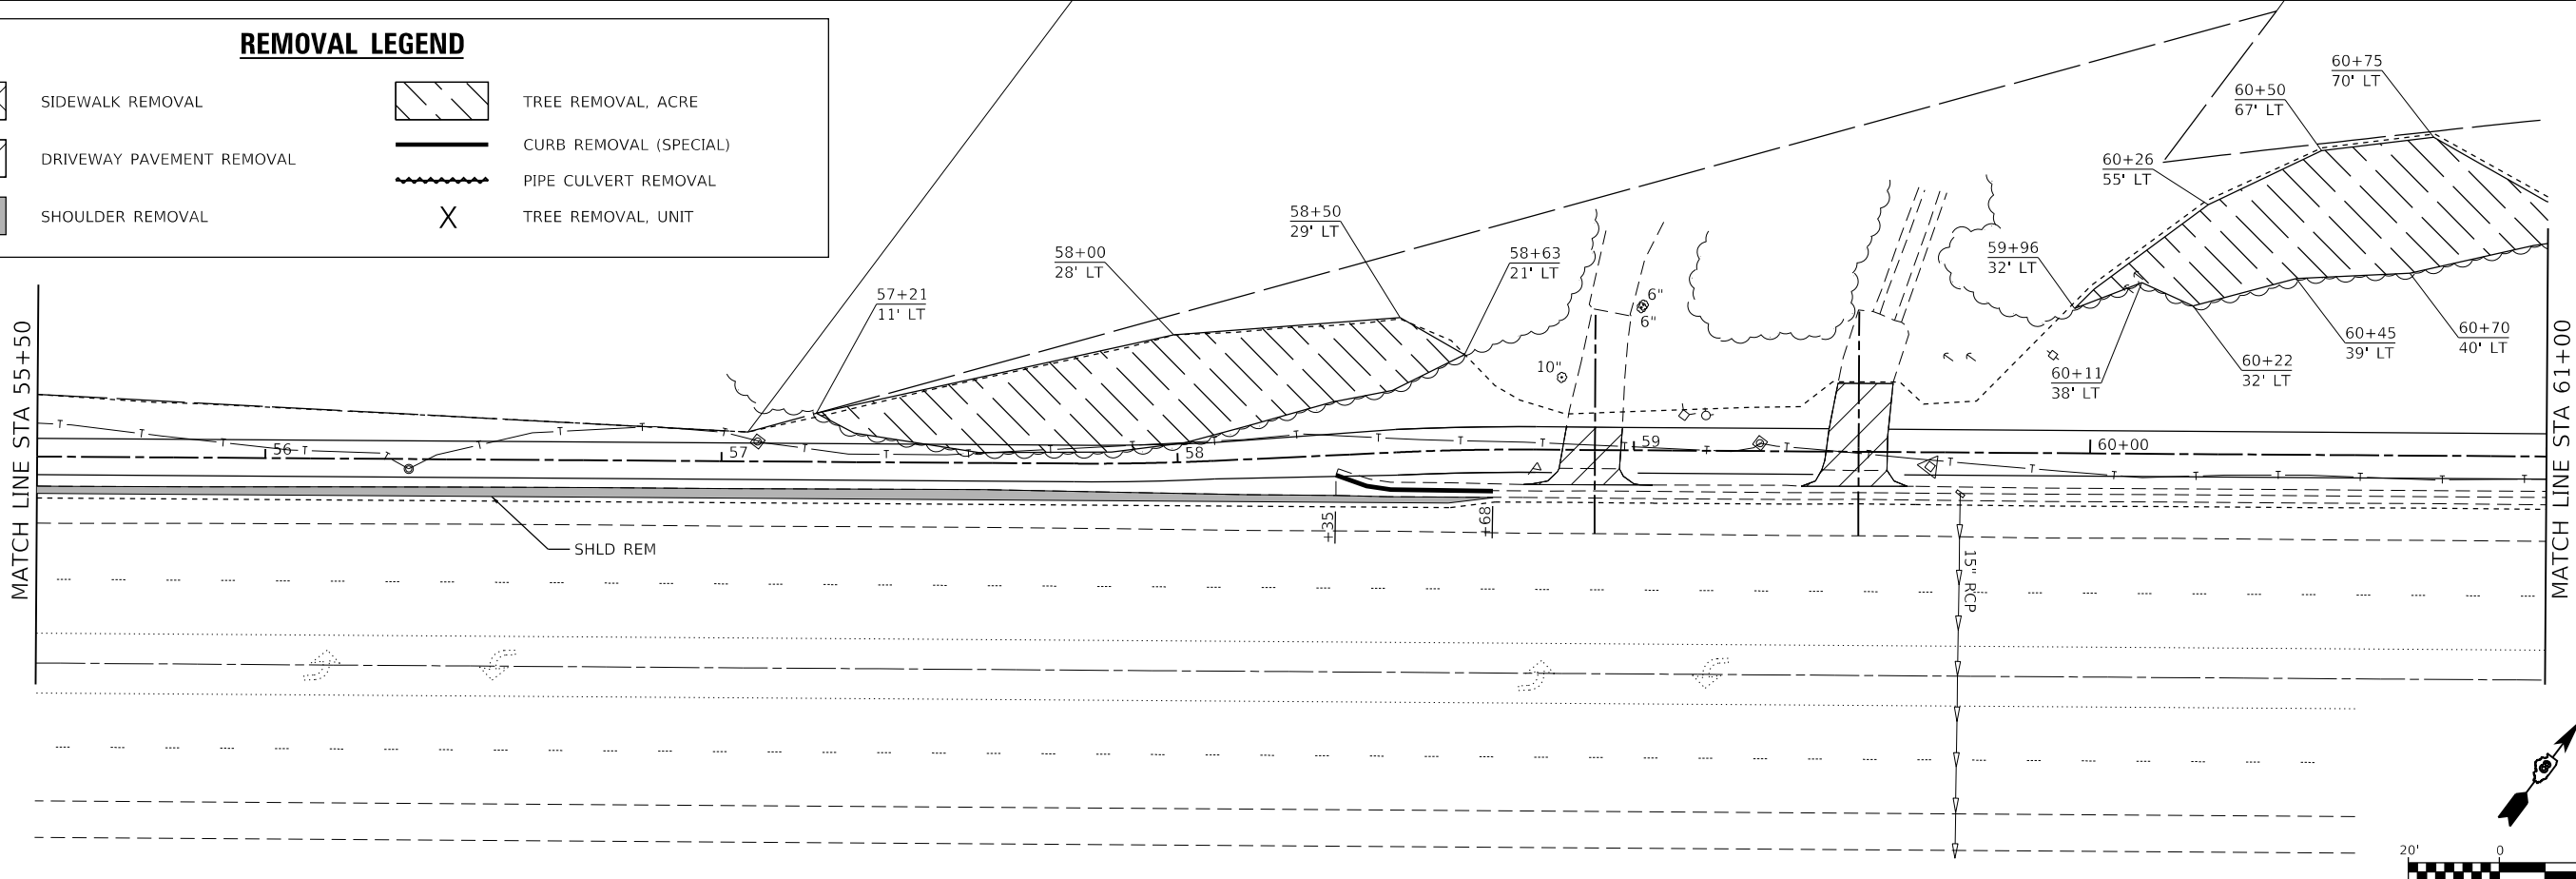 REMOVAL LEGEND
SIDEWALK REMOVAL
DRIVEWAY PAVEMENT REMOVAL
SHOULDER REMOVAL
TREE REMOVAL, ACRE
CURB REMOVAL (SPECIAL)
PIPE CULVERT REMOVAL
X TREE REMOVAL, UNIT
MATCH LINE STA 55+50
57+21
11' LT
58+00
28' LT
58+50
29' LT
58+63
21' LT
59+96
32' LT
60+26
55' LT
60+50
67' LT
60+75
70' LT
60+11
38' LT
60+22
32' LT
60+45
39' LT
60+70
40' LT
6"
6"
10"
56
57
58
59
60+00
+35
+68
SHLD REM
15" RCP
MATCH LINE STA 61+00
20'
0